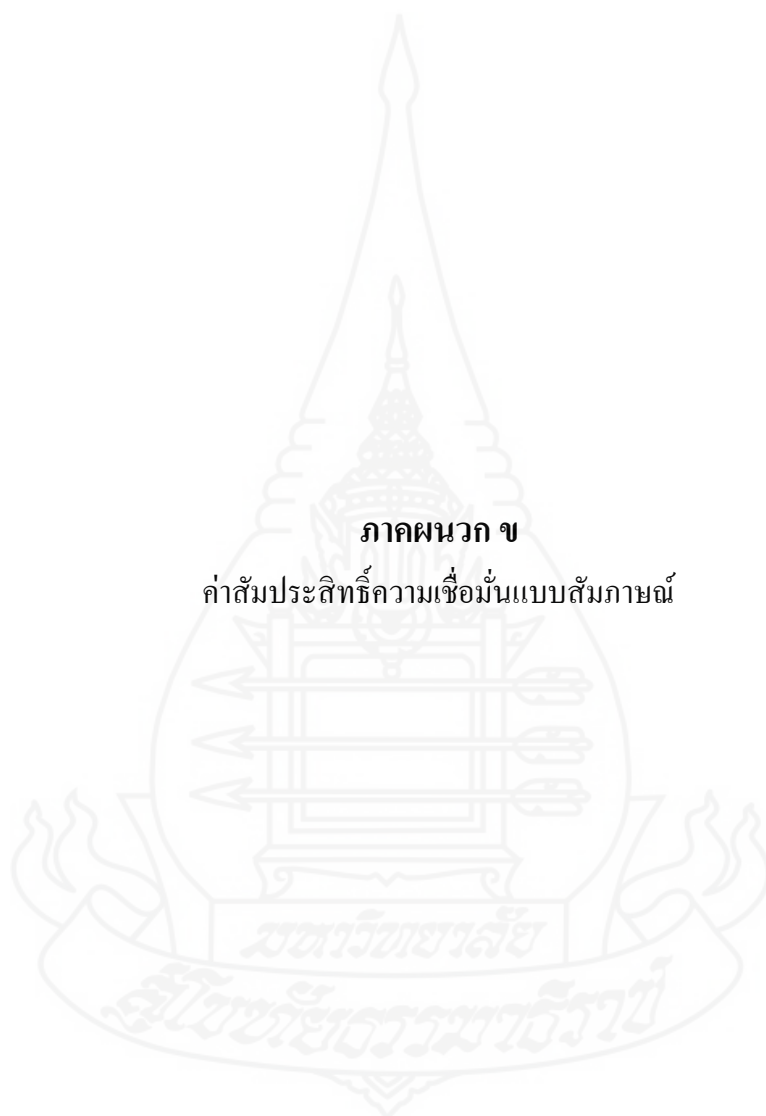 ภาคผนวก ข
ค่าสัมประสิทธิ์ความเชื่อมั่นแบบสัมภาษณ์
มหาวิทยาลัย
สุโขทัยธรรมาธิราช